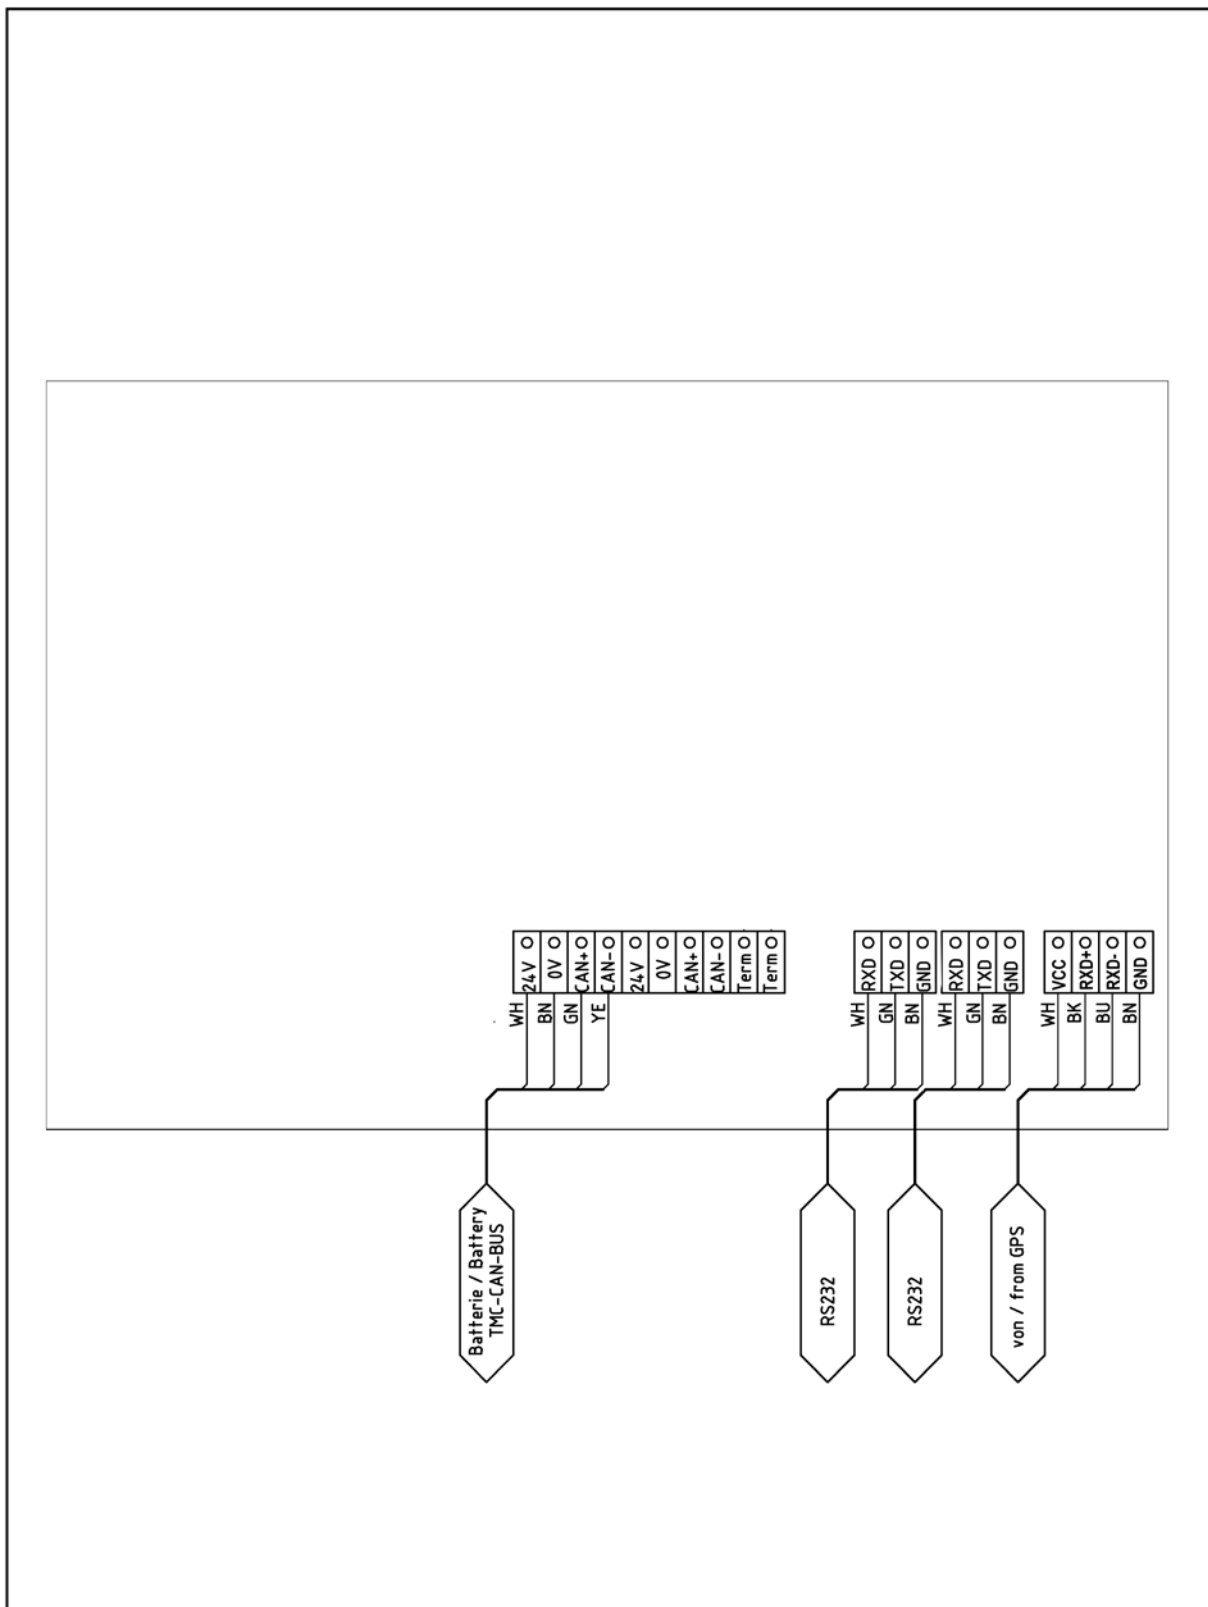 24V
0V
CAN+
CAN-
24V
0V
CAN+
CAN-
Term
Term
WH
BN
GN
YE
Batterie / Battery
TMC-CAN-BUS
RXD
TXD
GND
WH
GN
BN
RS232
RXD
TXD
GND
WH
GN
BN
RS232
VCC
RXD+
RXD-
GND
WH
BK
BU
BN
von / from GPS